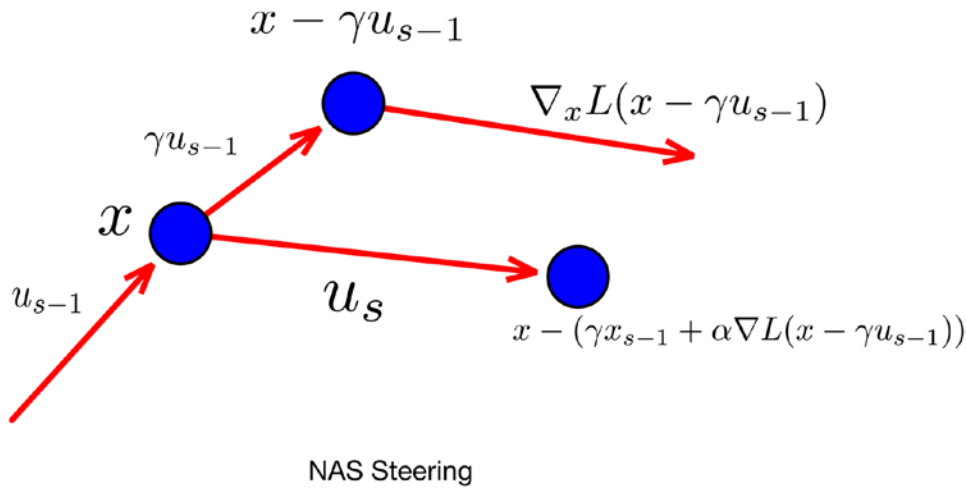 x − γu_{s−1}
∇_x L(x − γu_{s−1})
γu_{s−1}
x
u_{s−1}
u_s
x − (γx_{s−1} + α∇L(x − γu_{s−1}))
NAS Steering